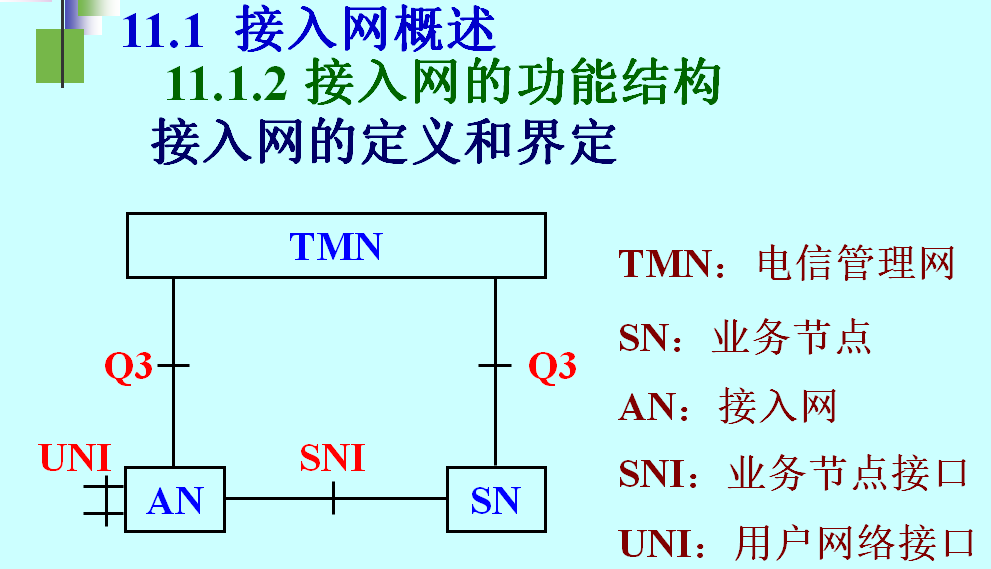 11.1 接入网概述
11.1.2 接入网的功能结构
接入网的定义和界定
TMN
Q3
Q3
UNI
SNI
AN
SN
TMN：电信管理网
SN：业务节点
AN：接入网
SNI：业务节点接口
UNI：用户网络接口